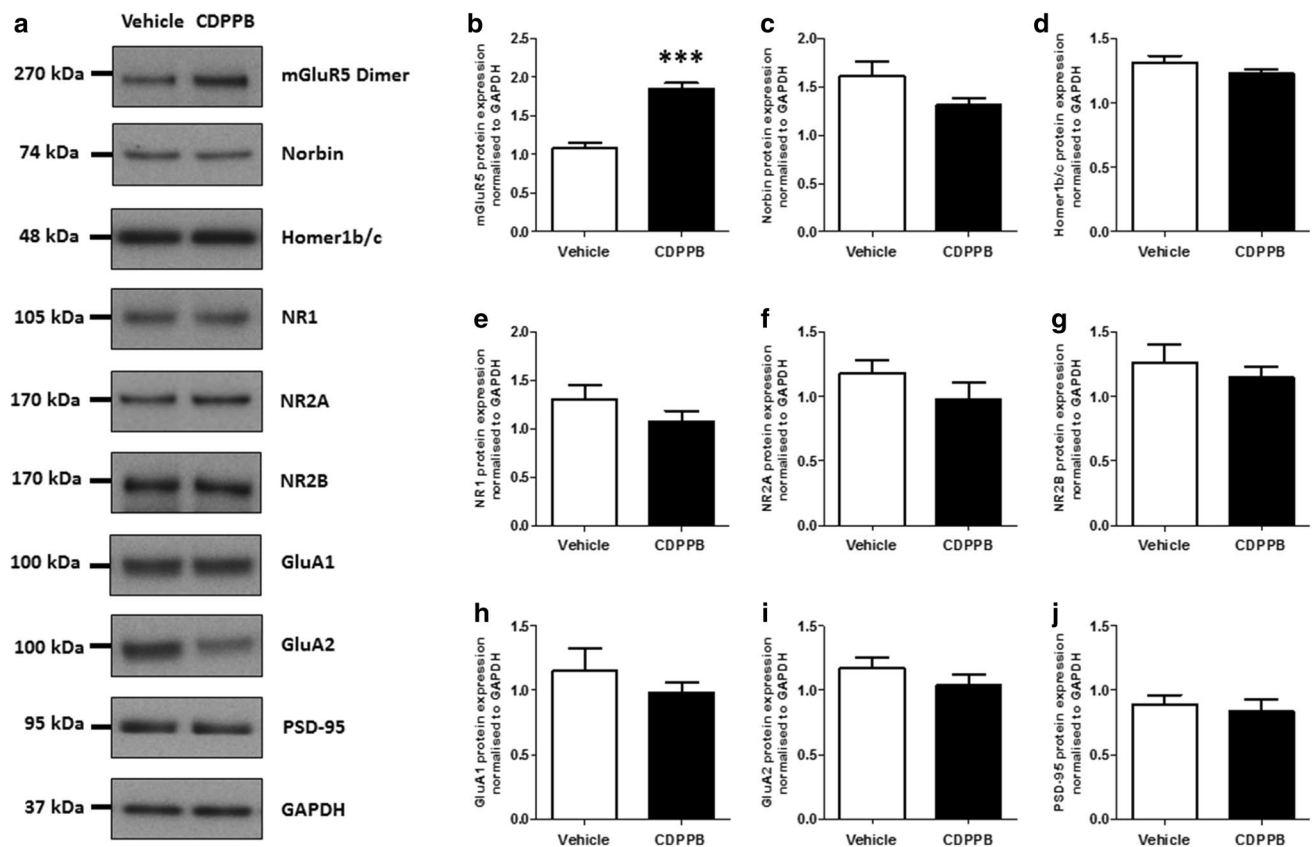 a
Vehicle CDPPB
270 kDa mGluR5 Dimer
74 kDa Norbin
48 kDa Homer1b/c
105 kDa NR1
170 kDa NR2A
170 kDa NR2B
100 kDa GluA1
100 kDa GluA2
95 kDa PSD-95
37 kDa GAPDH
b
mGluR5 protein expression
normalised to GAPDH
2.5
2.0
1.5
1.0
0.5
0.0
***
Vehicle CDPPB
c
Norbin protein expression
normalised to GAPDH
2.0
1.5
1.0
0.5
0.0
Vehicle CDPPB
d
Homer1b/c protein expression
normalised to GAPDH
1.5
1.0
0.5
0.0
Vehicle CDPPB
e
NR1 protein expression
normalised to GAPDH
2.0
1.5
1.0
0.5
0.0
Vehicle CDPPB
f
NR2A protein expression
normalised to GAPDH
1.5
1.0
0.5
0.0
Vehicle CDPPB
g
NR2B protein expression
normalised to GAPDH
1.5
1.0
0.5
0.0
Vehicle CDPPB
h
GluA1 protein expression
normalised to GAPDH
1.5
1.0
0.5
0.0
Vehicle CDPPB
i
GluA2 protein expression
normalised to GAPDH
1.5
1.0
0.5
0.0
Vehicle CDPPB
j
PSD-95 protein expression
normalised to GAPDH
1.5
1.0
0.5
0.0
Vehicle CDPPB